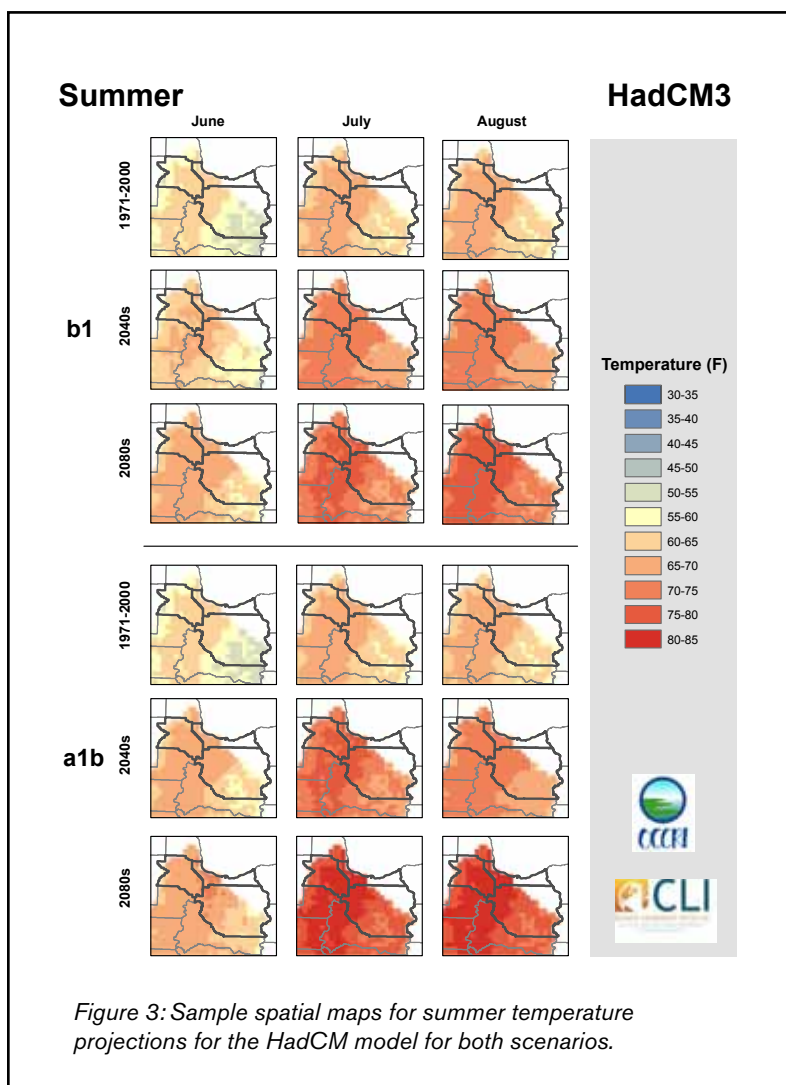 Summer
HadCM3
June
July
August
1971-2000
b1
2040s
2080s
1971-2000
a1b
2040s
2080s
Temperature (F)
30-35
35-40
40-45
45-50
50-55
55-60
60-65
65-70
70-75
75-80
80-85
CCCRI
CLI
Figure 3: Sample spatial maps for summer temperature
projections for the HadCM model for both scenarios.